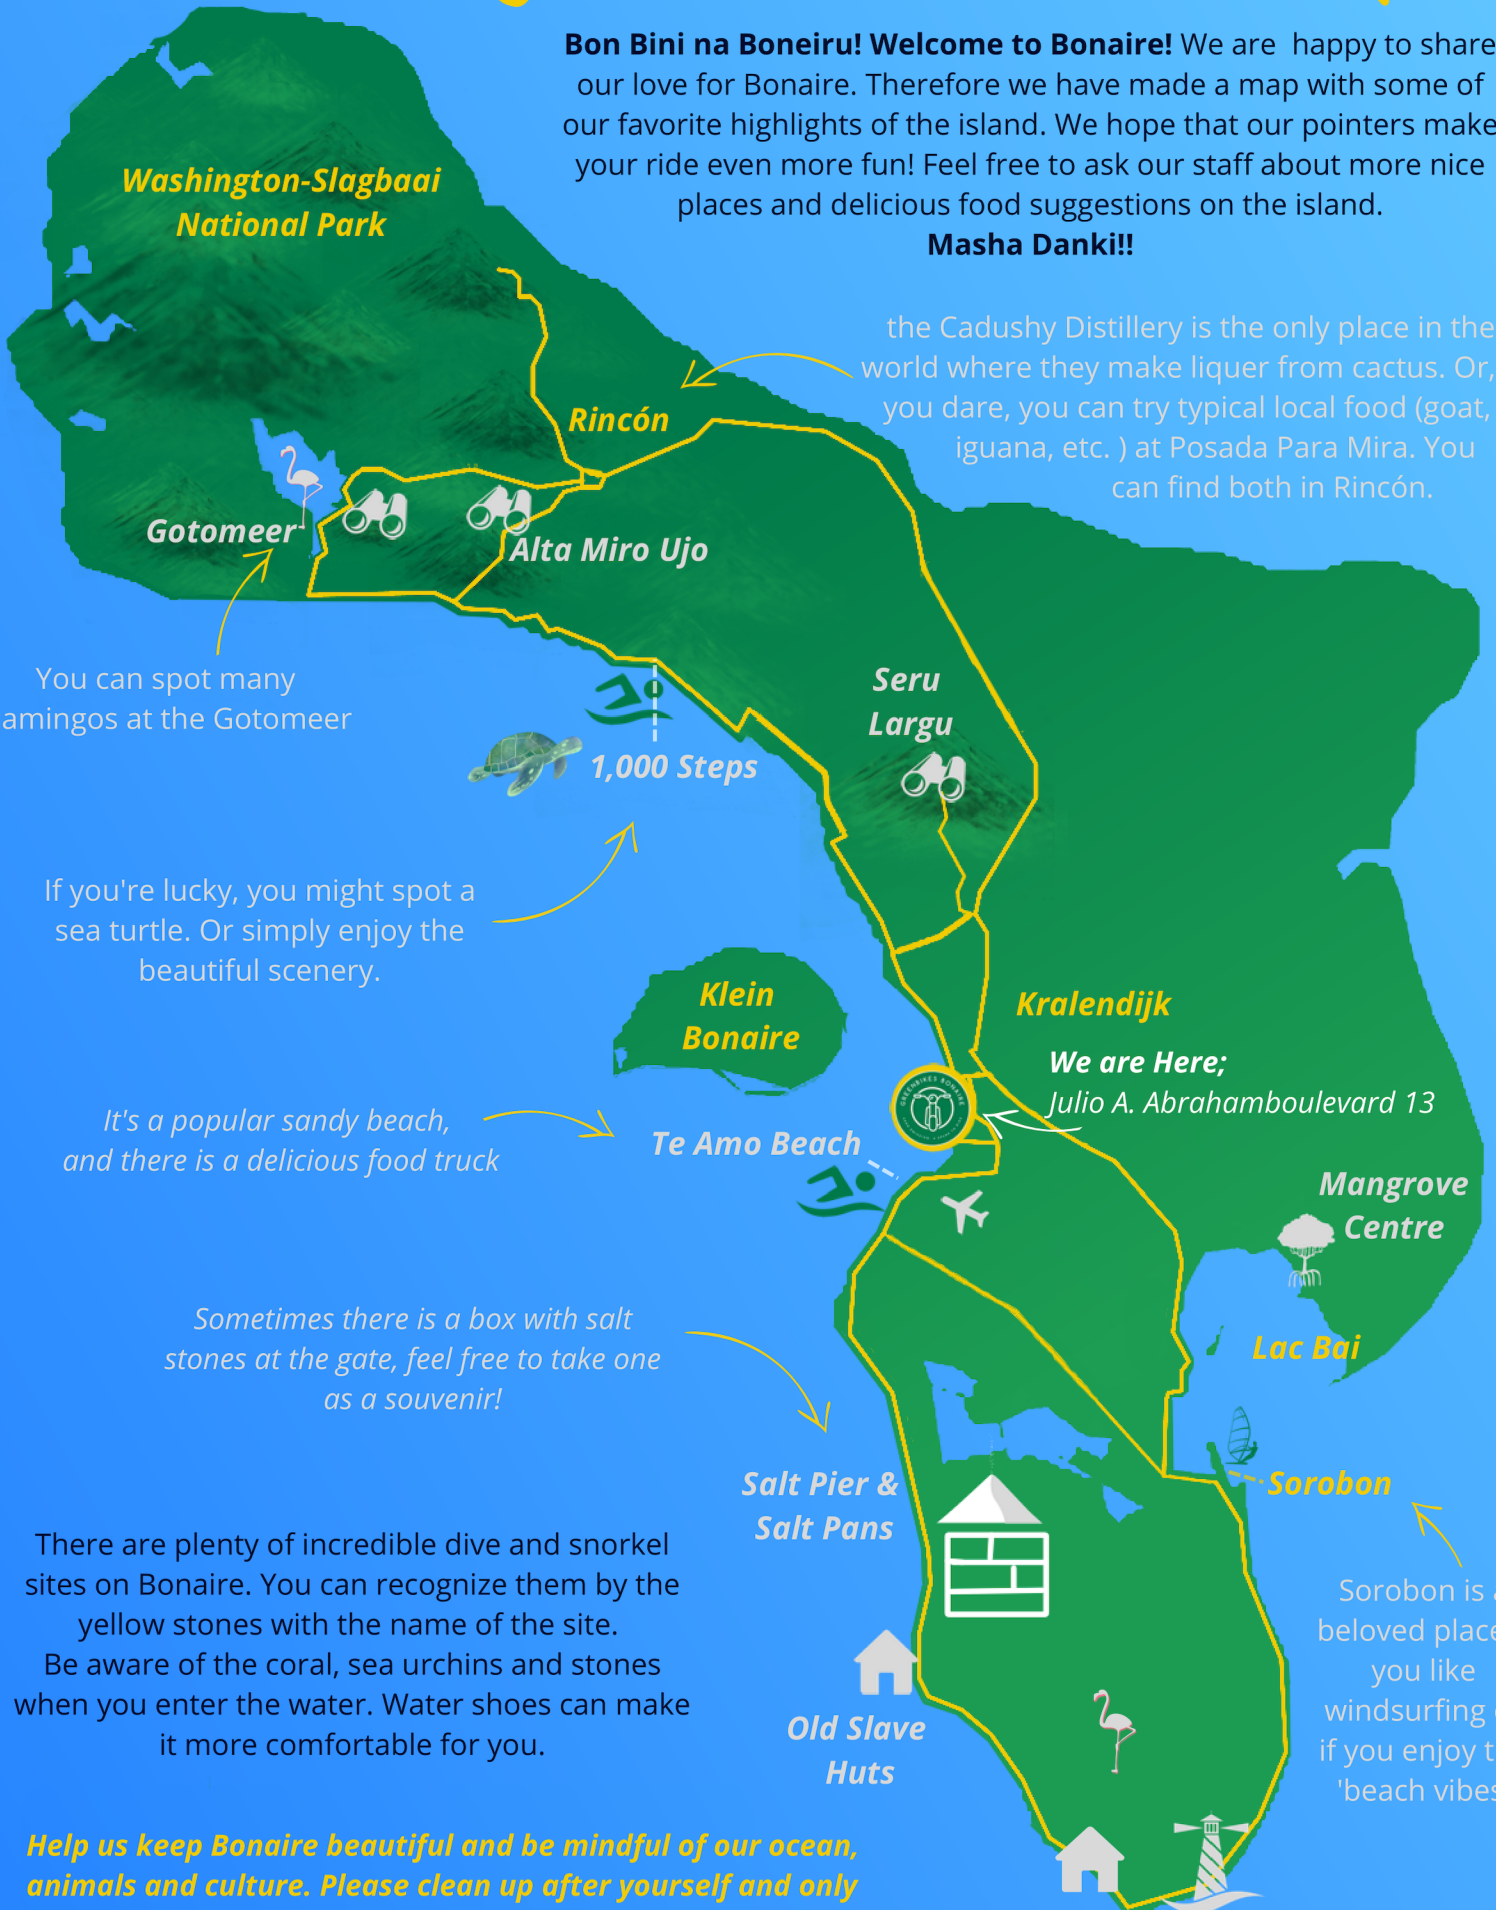 Bon Bini na Boneiru! Welcome to Bonaire! We are happy to share
our love for Bonaire. Therefore we have made a map with some of
our favorite highlights of the island. We hope that our pointers make
your ride even more fun! Feel free to ask our staff about more nice
places and delicious food suggestions on the island.
Masha Danki!!
Washington-Slagbaai
National Park
the Cadushy Distillery is the only place in the
world where they make liquer from cactus. Or,
you dare, you can try typical local food (goat,
iguana, etc. ) at Posada Para Mira. You
can find both in Rincón.
Rincón
Gotomeer
Alta Miro Ujo
You can spot many
amingos at the Gotomeer
Seru
Largu
1,000 Steps
If you're lucky, you might spot a
sea turtle. Or simply enjoy the
beautiful scenery.
Klein
Bonaire
Kralendijk
We are Here;
Julio A. Abrahamboulevard 13
GREENBIKES BONAIRE
It's a popular sandy beach,
and there is a delicious food truck
Te Amo Beach
Mangrove
Centre
Lac Bai
Sometimes there is a box with salt
stones at the gate, feel free to take one
as a souvenir!
Salt Pier &
Salt Pans
Sorobon
Sorobon is
beloved place
you like
windsurfing
if you enjoy t
'beach vibes
There are plenty of incredible dive and snorkel
sites on Bonaire. You can recognize them by the
yellow stones with the name of the site.
Be aware of the coral, sea urchins and stones
when you enter the water. Water shoes can make
it more comfortable for you.
Old Slave
Huts
Help us keep Bonaire beautiful and be mindful of our ocean,
animals and culture. Please clean up after yourself and only